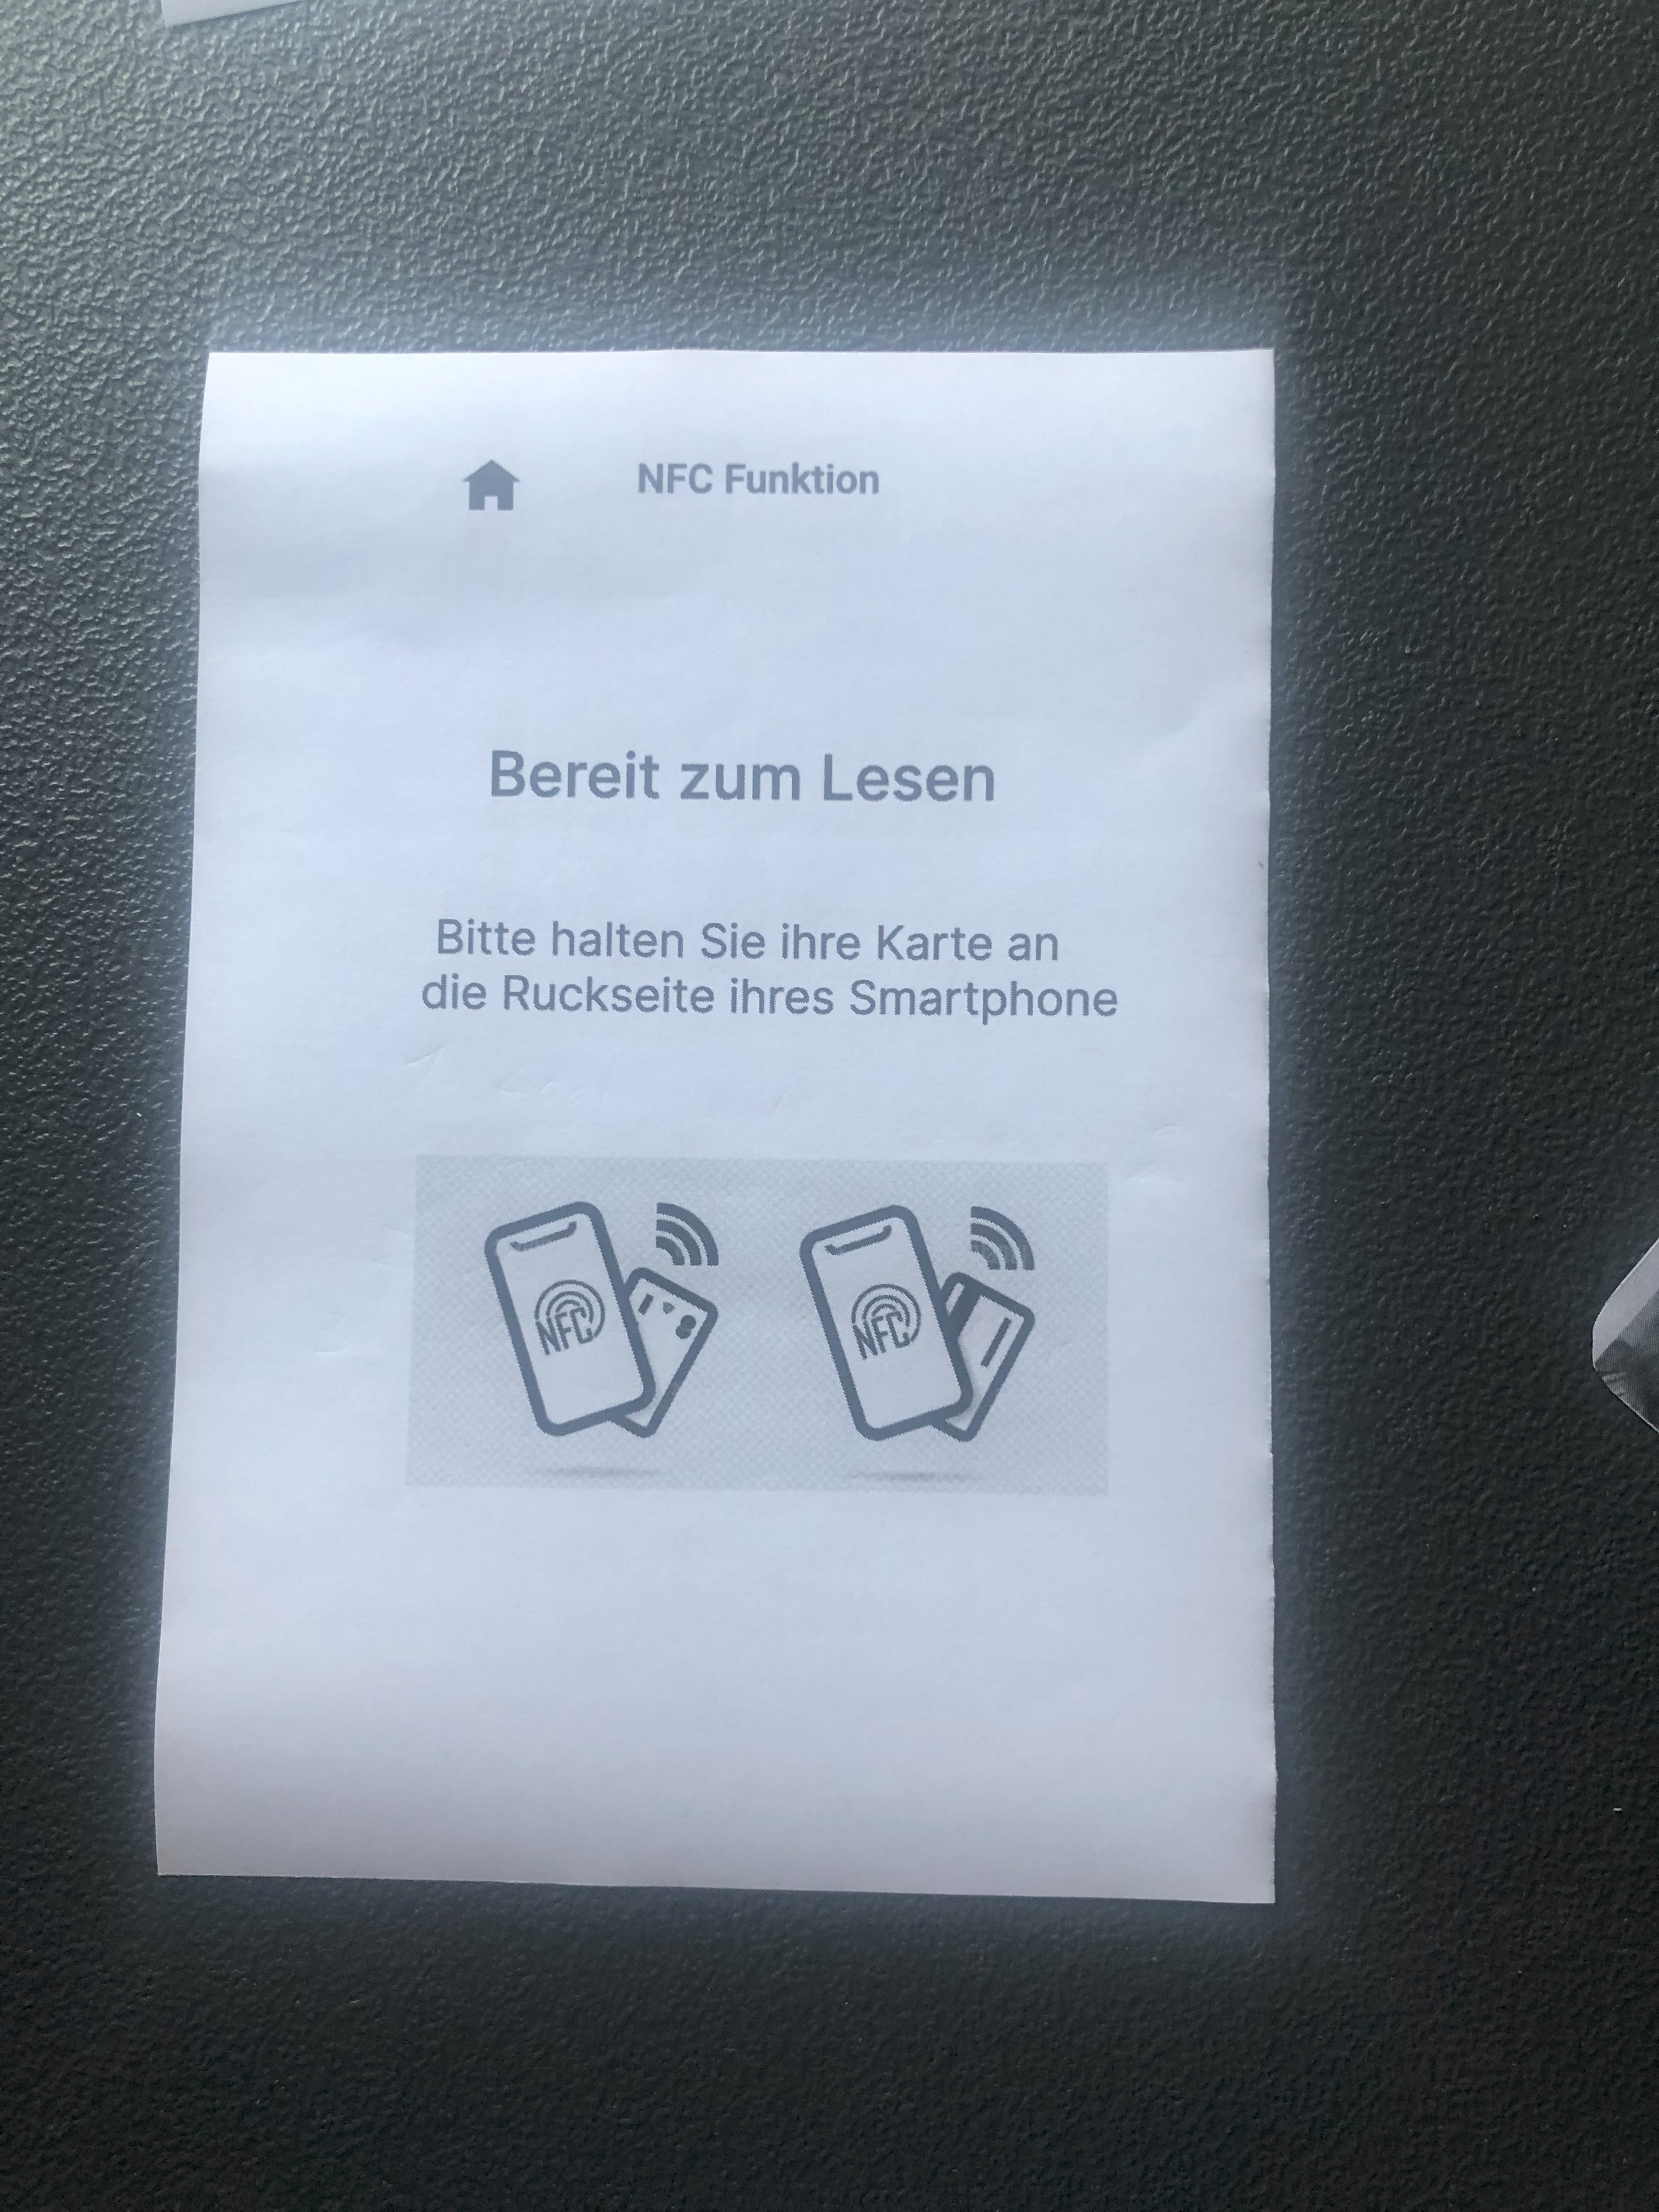 NFC Funktion
Bereit zum Lesen
Bitte halten Sie ihre Karte an
die Ruckseite ihres Smartphone
NFC NFC